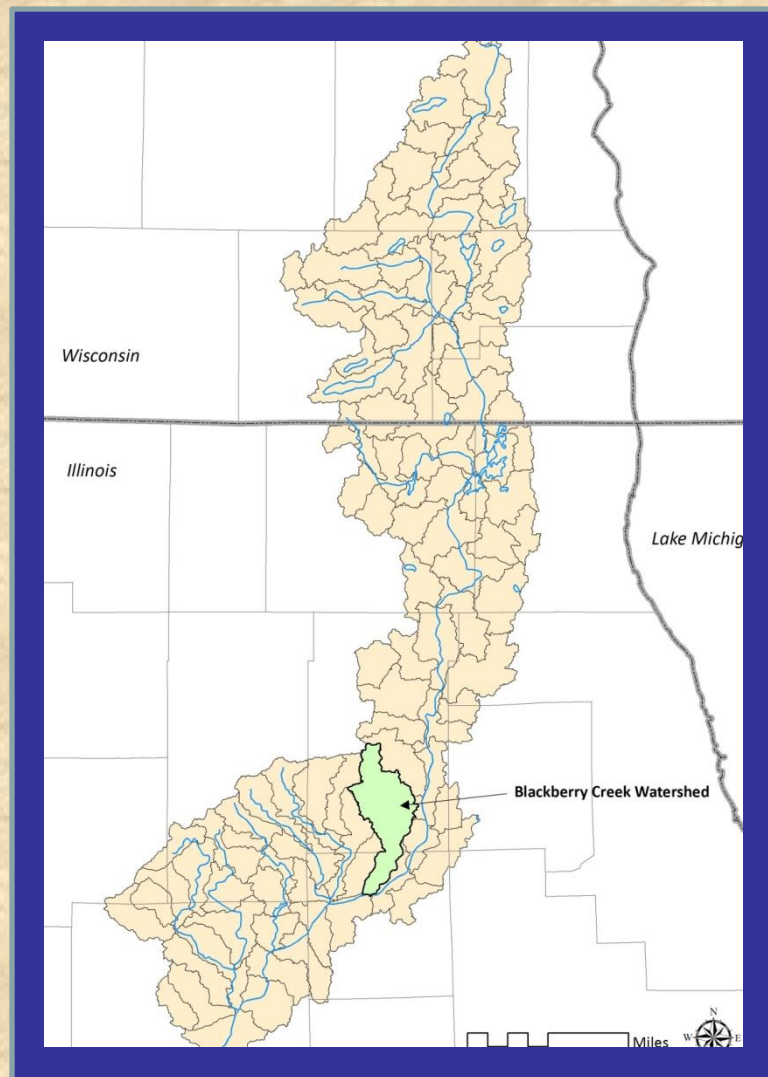 Wisconsin
Illinois
Lake Michig
Blackberry Creek Watershed
N
W E
Miles